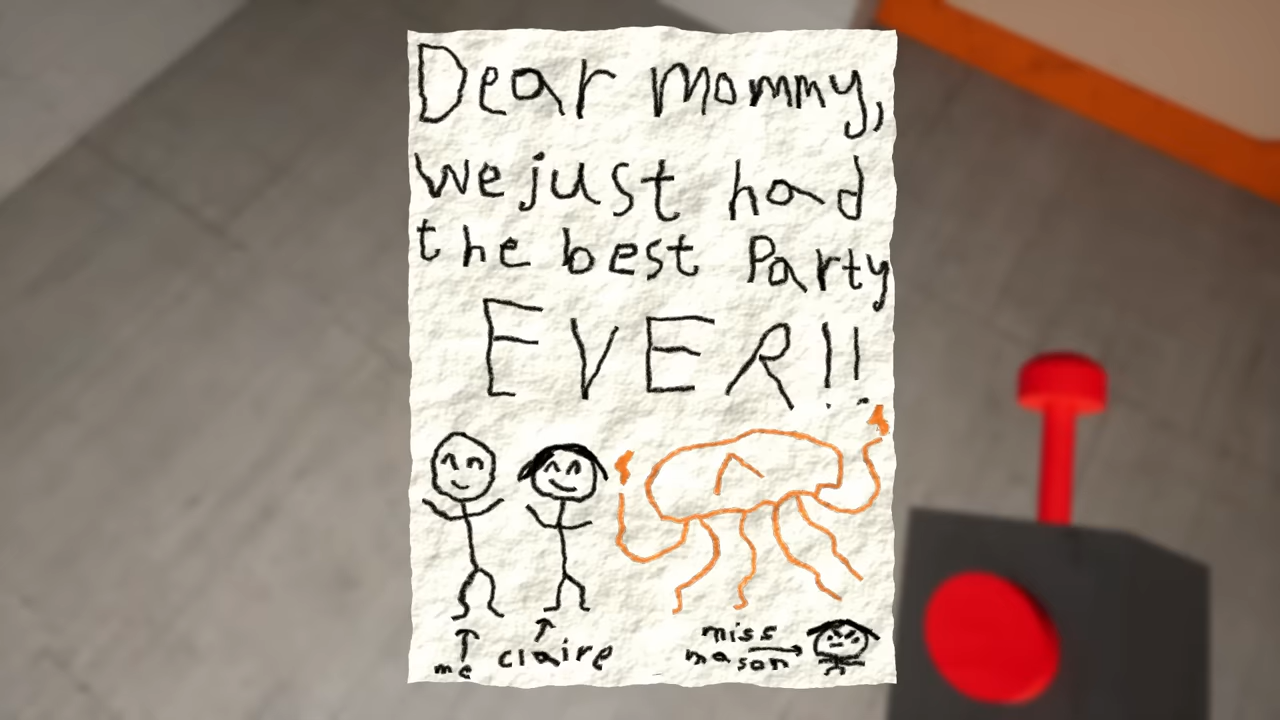 Dear mommy,
we just had
the best Party
EVER!!
me
claire
miss
mason